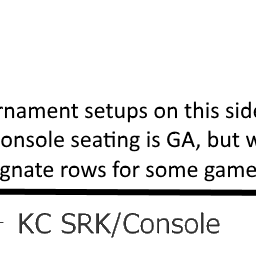 rnament setups on this side
onsole seating is GA, but w
gnate rows for some game
KC SRK/Console